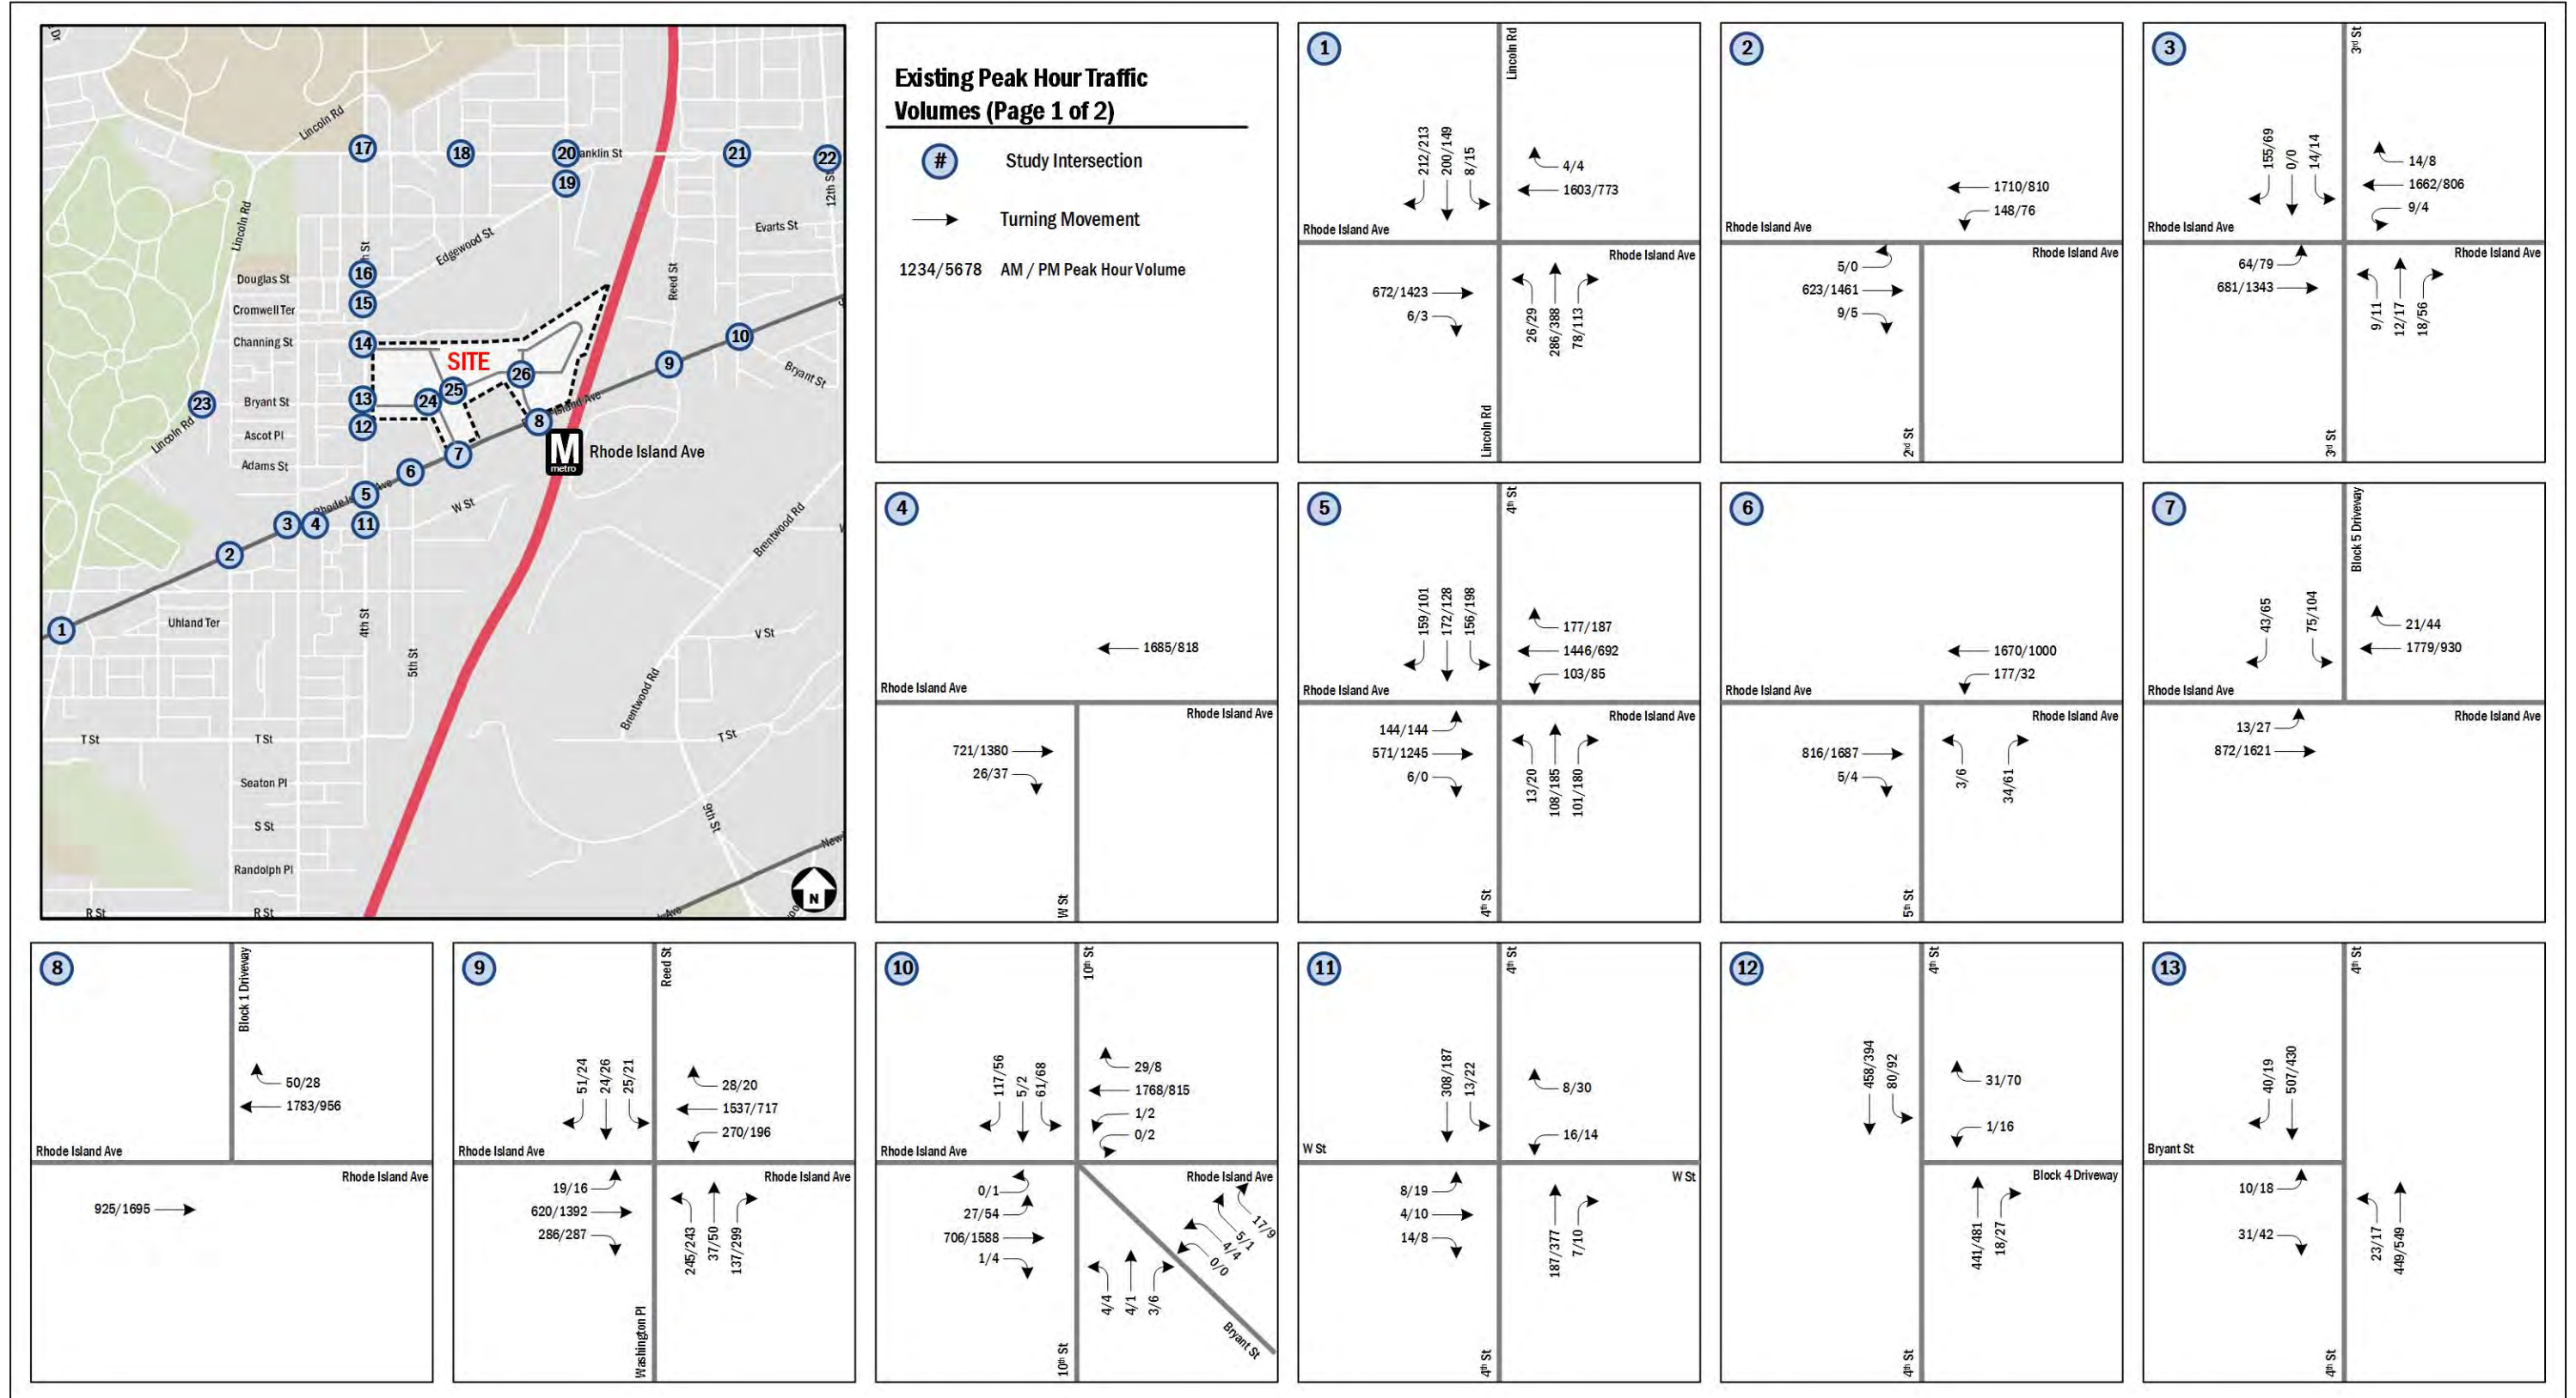 Lincoln Rd
17
18
20
anklin St
21
22
19
12th St
Lincoln Rd
Evarts St
Edgewood St
16
Douglas St
Reed St
15
Cromwell Ter
14
Channing St
SITE
10
9
26
25
Bryant St
23
13
Bryant St
24
Island Ave
8
Lincoln Rd
12
Ascot Pl
M
metro
Rhode Island Ave
7
Adams St
6
5
W St
3
4
11
Brentwood Rd
2
Uhland Ter
4th St
1
V St
5th St
Brentwood Rd
T St
T St
T St
Seaton Pl
9th St
S St
Randolph Pl
N
R St
R St
Existing Peak Hour Traffic
Volumes (Page 1 of 2)
# Study Intersection
Turning Movement
1234/5678 AM / PM Peak Hour Volume
1
Lincoln Rd
212/213
200/149
8/15
4/4
1603/773
Rhode Island Ave
Rhode Island Ave
672/1423
6/3
26/29
286/388
78/113
Lincoln Rd
2
1710/810
148/76
Rhode Island Ave
Rhode Island Ave
5/0
623/1461
9/5
2nd St
3
3rd St
155/69
0/0
14/14
14/8
1662/806
9/4
Rhode Island Ave
Rhode Island Ave
64/79
681/1343
9/11
12/17
18/56
3rd St
4
1685/818
Rhode Island Ave
Rhode Island Ave
721/1380
26/37
W St
5
4th St
159/101
172/128
156/198
177/187
1446/692
103/85
Rhode Island Ave
Rhode Island Ave
144/144
571/1245
6/0
13/20
108/185
101/180
4th St
6
1670/1000
177/32
Rhode Island Ave
Rhode Island Ave
816/1687
5/4
3/6
34/61
5th St
7
Block 5 Driveway
43/65
75/104
21/44
1779/930
Rhode Island Ave
Rhode Island Ave
13/27
872/1621
8
Block 1 Driveway
50/28
1783/956
Rhode Island Ave
Rhode Island Ave
925/1695
9
Reed St
51/24
24/26
25/21
28/20
1537/717
270/196
Rhode Island Ave
Rhode Island Ave
19/16
620/1392
286/287
245/243
37/50
137/299
Washington Pl
10
10th St
117/56
5/2
61/68
29/8
1768/815
1/2
0/2
Rhode Island Ave
Rhode Island Ave
0/1
27/54
706/1588
1/4
4/4
4/1
3/6
17/9
5/1
4/4
0/0
Bryant St
10th St
11
4th St
308/187
13/22
8/30
16/14
W St
W St
8/19
4/10
14/8
187/377
7/10
4th St
12
4th St
458/394
80/92
31/70
1/16
Block 4 Driveway
441/481
18/27
4th St
13
4th St
40/19
507/430
Bryant St
10/18
31/42
23/17
449/549
4th St